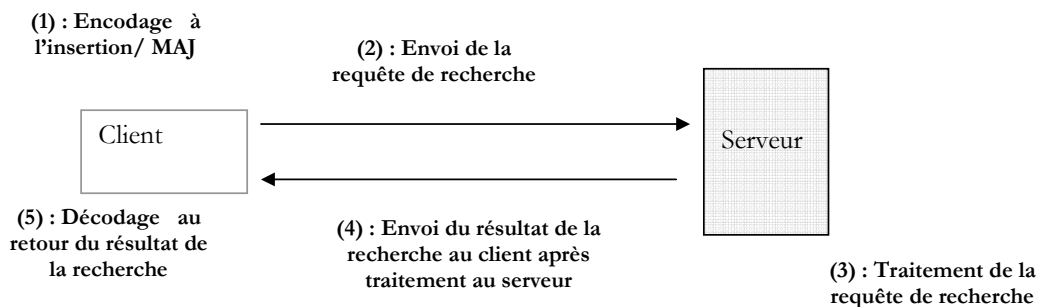 (1) : Encodage à
l'insertion/ MAJ
(2) : Envoi de la
requête de recherche
Client
Serveur
(5) : Décodage au
retour du résultat de
la recherche
(4) : Envoi du résultat de la
recherche au client après
traitement au serveur
(3) : Traitement de la
requête de recherche